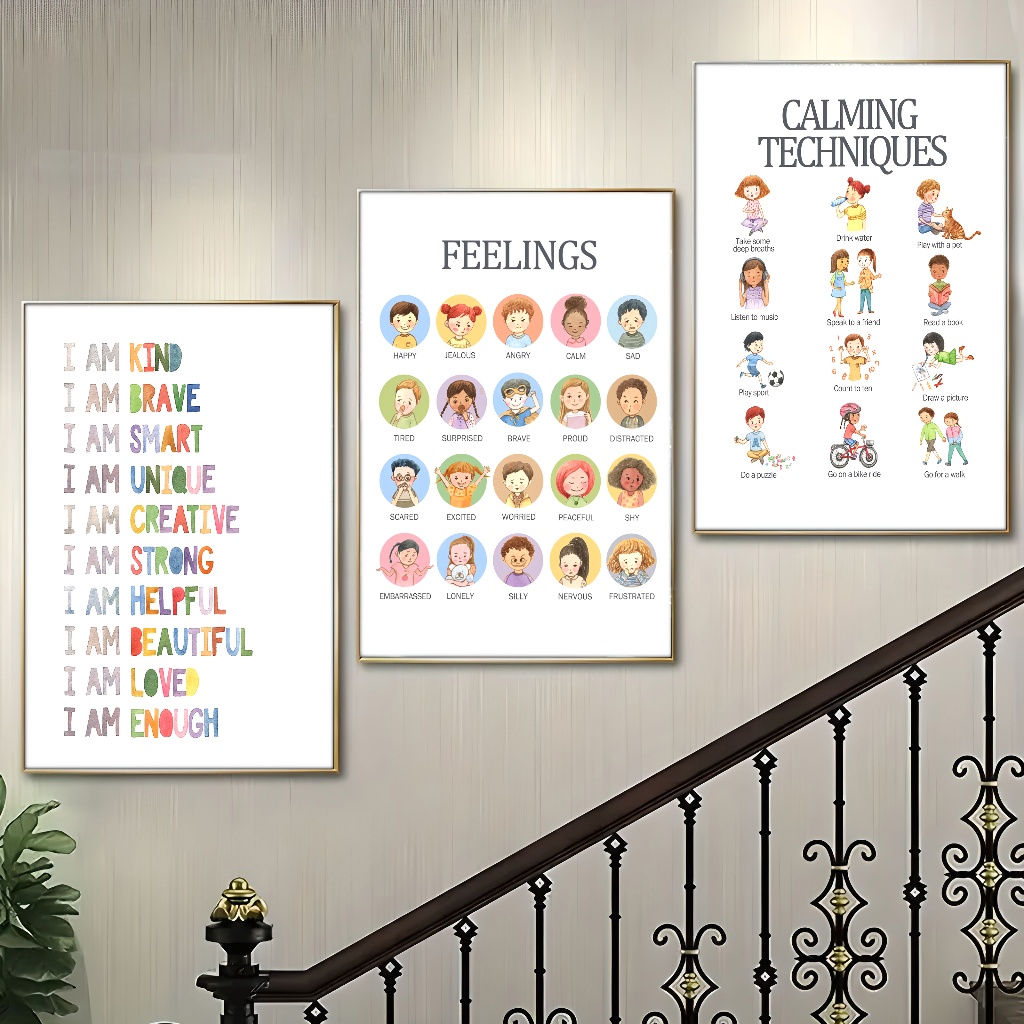 I AM KIND
I AM BRAVE
I AM SMART
I AM UNIQUE
I AM CREATIVE
I AM STRONG
I AM HELPFUL
I AM BEAUTIFUL
I AM LOVED
I AM ENOUGH
FEELINGS
HAPPY JEALOUS ANGRY CALM SAD
TIRED SURPRISED BRAVE PROUD DISTRACTED
SCARED EXCITED WORRIED PEACEFUL SHY
EMBARRASSED LONELY SILLY NERVOUS FRUSTRATED
CALMING
TECHNIQUES
Take some
deep breaths
Drink water
Play with a pet
Listen to music
Speak to a friend
Read a book
Play sport
Count to ten
Draw a picture
Do a puzzle
Go on a bike ride
Go for a walk